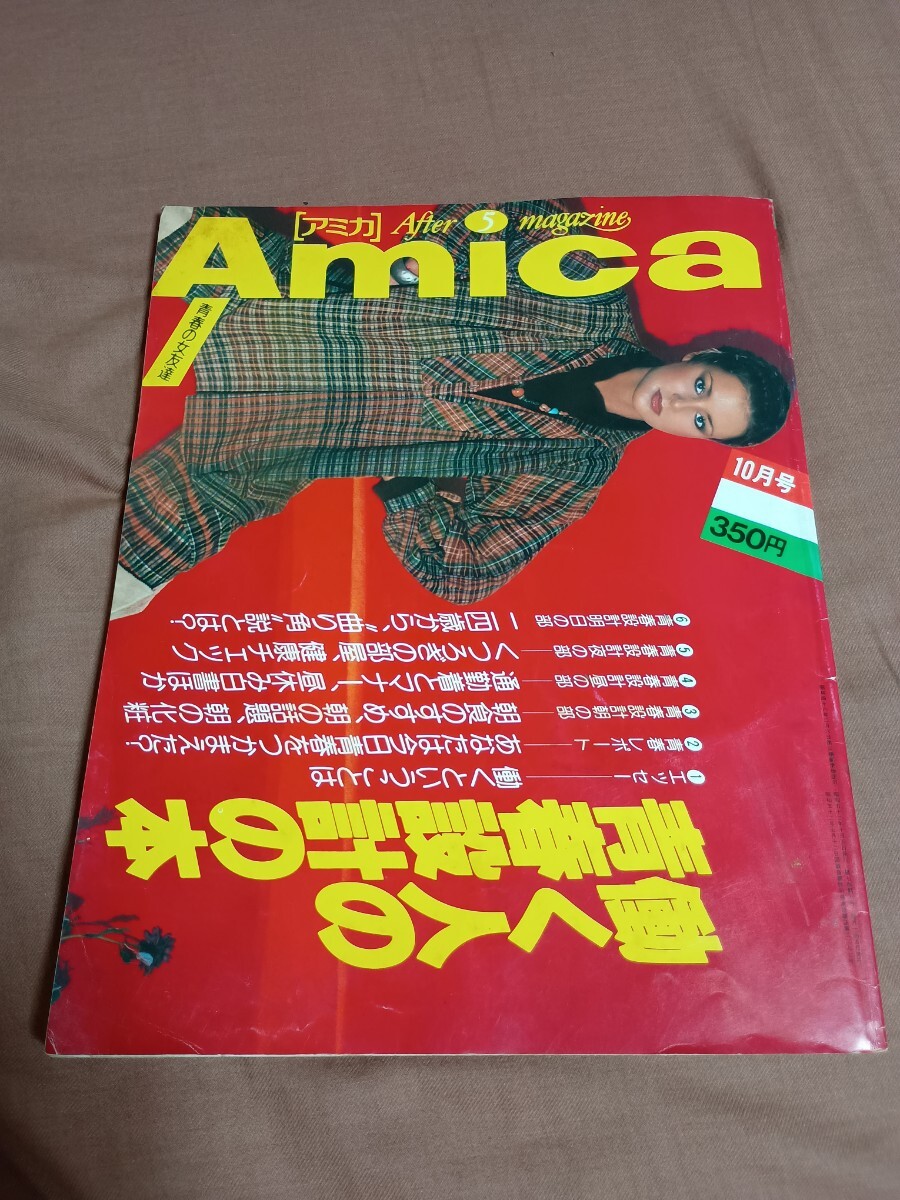 [アミカ] After 5 magazine
Amica
青春の女友達
10月号
350円
働く人の
青春設計の本
❶エッセー——働くということは
❷青春レポート——あなたは今日青春をつかまえたか?
❸青春設計朝の部——朝食のすすめ、朝の話題、朝の化粧
❹青春設計昼の部——通勤着とマナー、昼休み白書ほか
❺青春設計夜の部——くつろぎの部屋、健康チェック
❻青春設計明日の部——二四歳から、〝曲り角〟説とは?